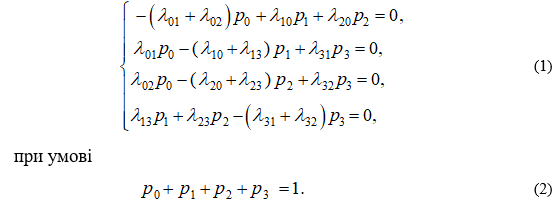 -(λ₀₁ + λ₀₂) p₀ + λ₁₀p₁ + λ₂₀p₂ = 0,
λ₀₁p₀ - (λ₁₀ + λ₁₃) p₁ + λ₃₁p₃ = 0,
(1)
λ₀₂p₀ - (λ₂₀ + λ₂₃) p₂ + λ₃₂p₃ = 0,
λ₁₃p₁ + λ₂₃p₂ - (λ₃₁ + λ₃₂) p₃ = 0,
при умові
p₀ + p₁ + p₂ + p₃ = 1. (2)